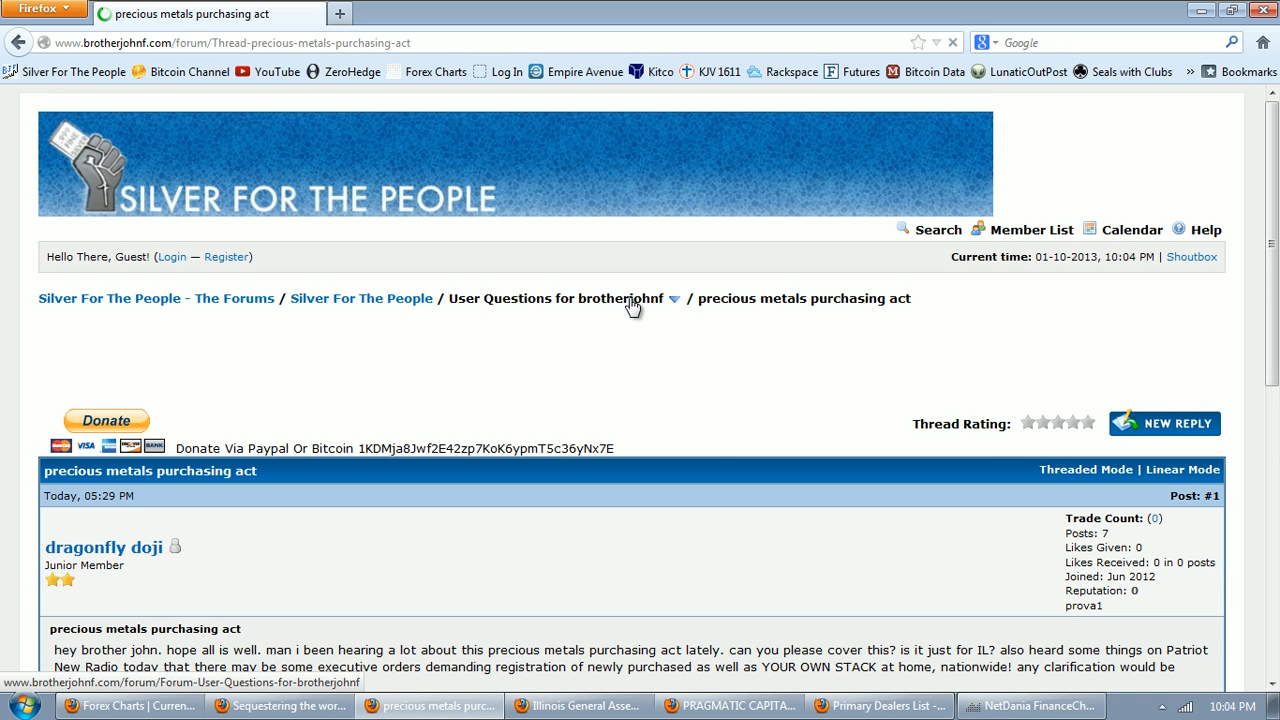 Firefox
precious metals purchasing act
www.brotherjohnf.com/forum/Thread-precious-metals-purchasing-act
Google
Silver For The People
Bitcoin Channel
YouTube
ZeroHedge
Forex Charts
Log In
Empire Avenue
Kitco
KJV 1611
Rackspace
Futures
Bitcoin Data
LunaticOutPost
Seals with Clubs
»
Bookmarks
SILVER FOR THE PEOPLE
Search Member List Calendar Help
Hello There, Guest! (Login — Register)
Current time: 01-10-2013, 10:04 PM | Shoutbox
Silver For The People - The Forums / Silver For The People / User Questions for brotherjohnf / precious metals purchasing act
Donate
MasterCard VISA BANK
Donate Via Paypal Or Bitcoin 1KDMja8Jwf2E42zp7KoK6ypmT5c36yNx7E
Thread Rating:
NEW REPLY
precious metals purchasing act
Threaded Mode | Linear Mode
Today, 05:29 PM
Post: #1
dragonfly doji
Junior Member
Trade Count: (0)
Posts: 7
Likes Given: 0
Likes Received: 0 in 0 posts
Joined: Jun 2012
Reputation: 0
prova1
precious metals purchasing act
hey brother john. hope all is well. man i been hearing a lot about this precious metals purchasing act lately. can you please cover this? is it just for IL? also heard some things on Patriot
New Radio today that there may be some executive orders demanding registration of newly purchased as well as YOUR OWN STACK at home, nationwide! any clarification would be
www.brotherjohnf.com/forum/Forum-User-Questions-for-brotherjohnf
Forex Charts | Curren...
Sequestering the wor...
precious metals purc...
Illinois General Asse...
PRAGMATIC CAPITA...
Primary Dealers List -...
NetDania FinanceCh...
10:04 PM